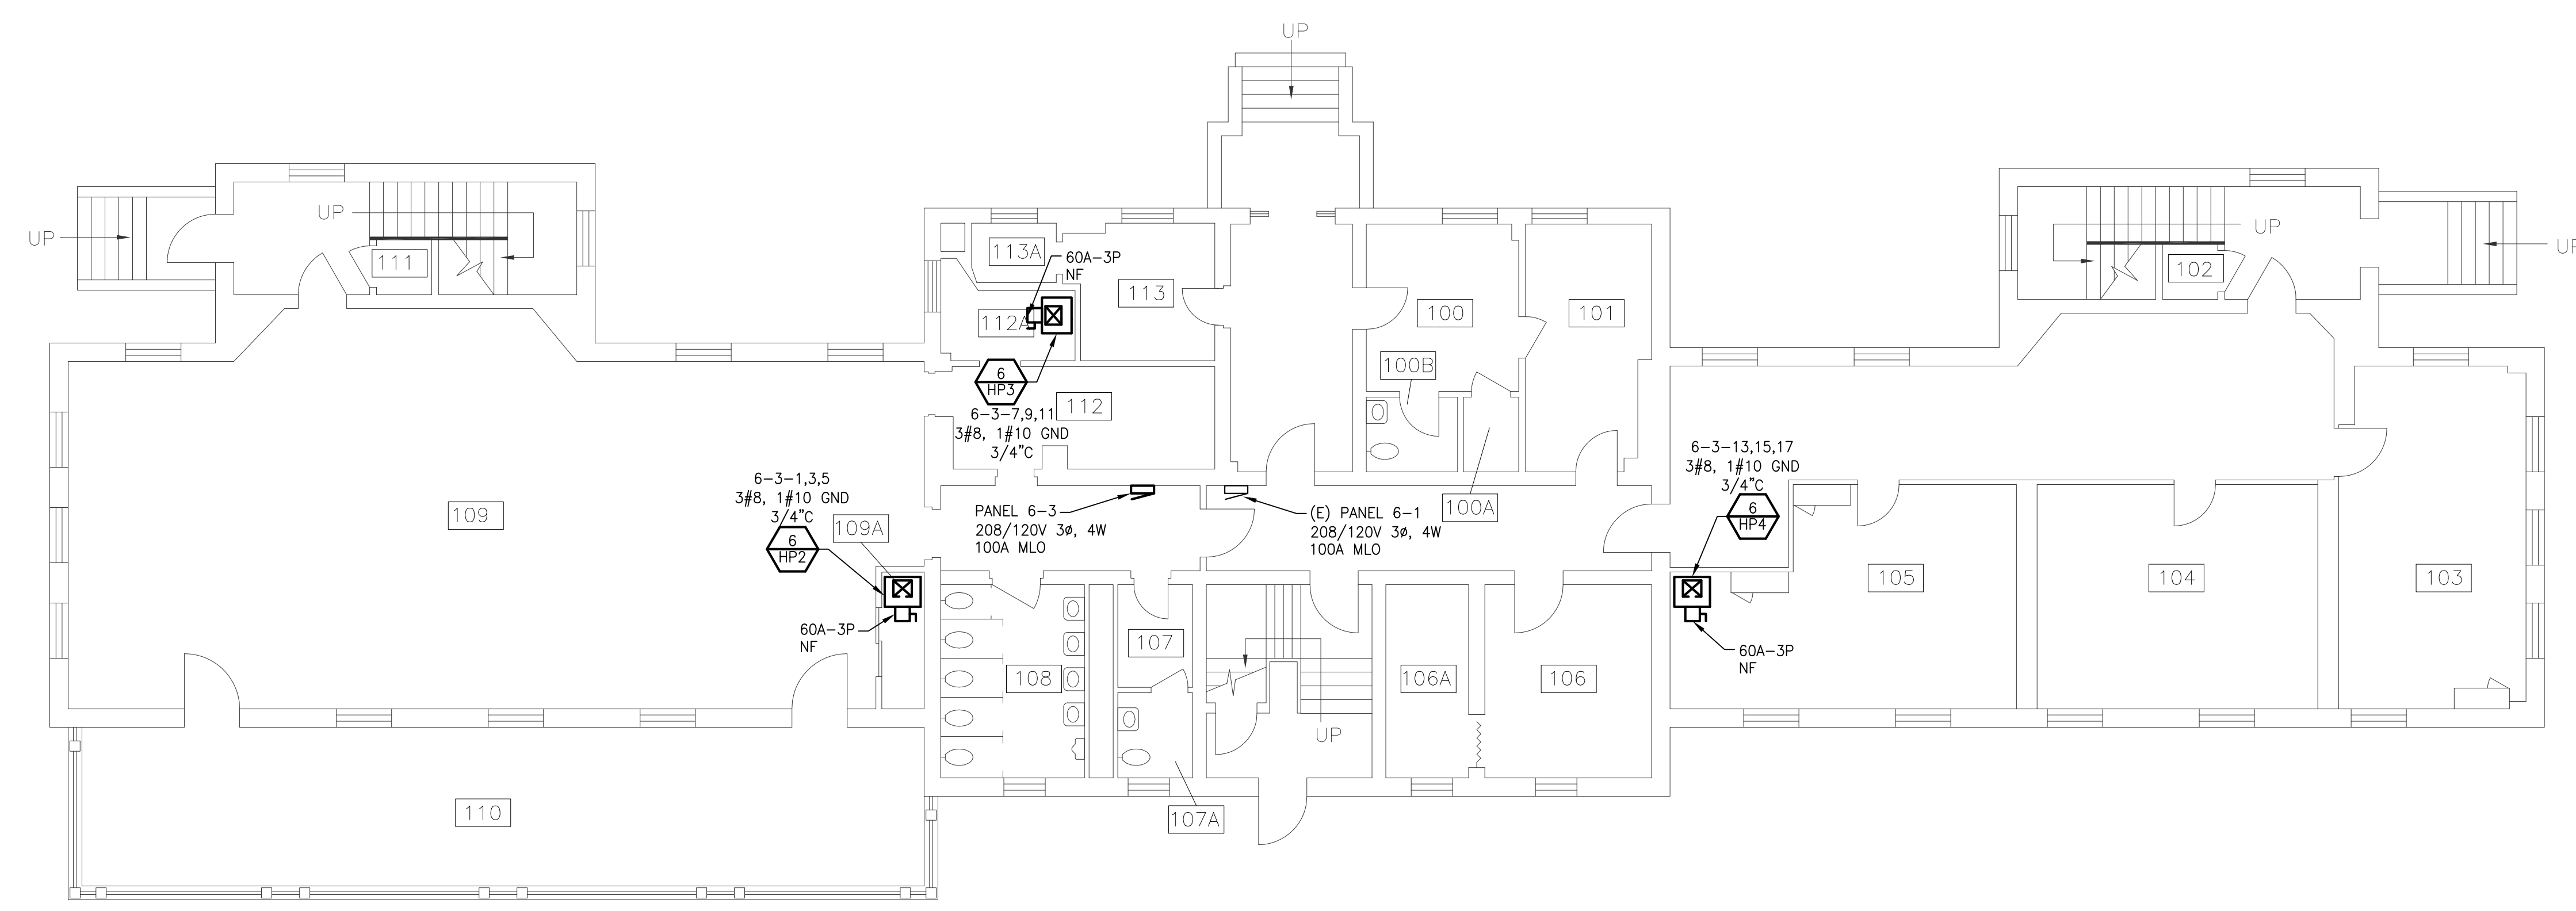 UP
UP
UP
111
113A
60A-3P
NF
113
112A
6
HP3
6-3-7,9,11
3#8, 1#10 GND
3/4"C
112
100
101
100B
100A
UP
102
UP
6-3-1,3,5
3#8, 1#10 GND
3/4"C
109
109A
6
HP2
60A-3P
NF
PANEL 6-3
208/120V 3ø, 4W
100A MLO
(E) PANEL 6-1
208/120V 3ø, 4W
100A MLO
6-3-13,15,17
3#8, 1#10 GND
3/4"C
6
HP4
60A-3P
NF
105
104
103
107
108
106A
106
UP
107A
110